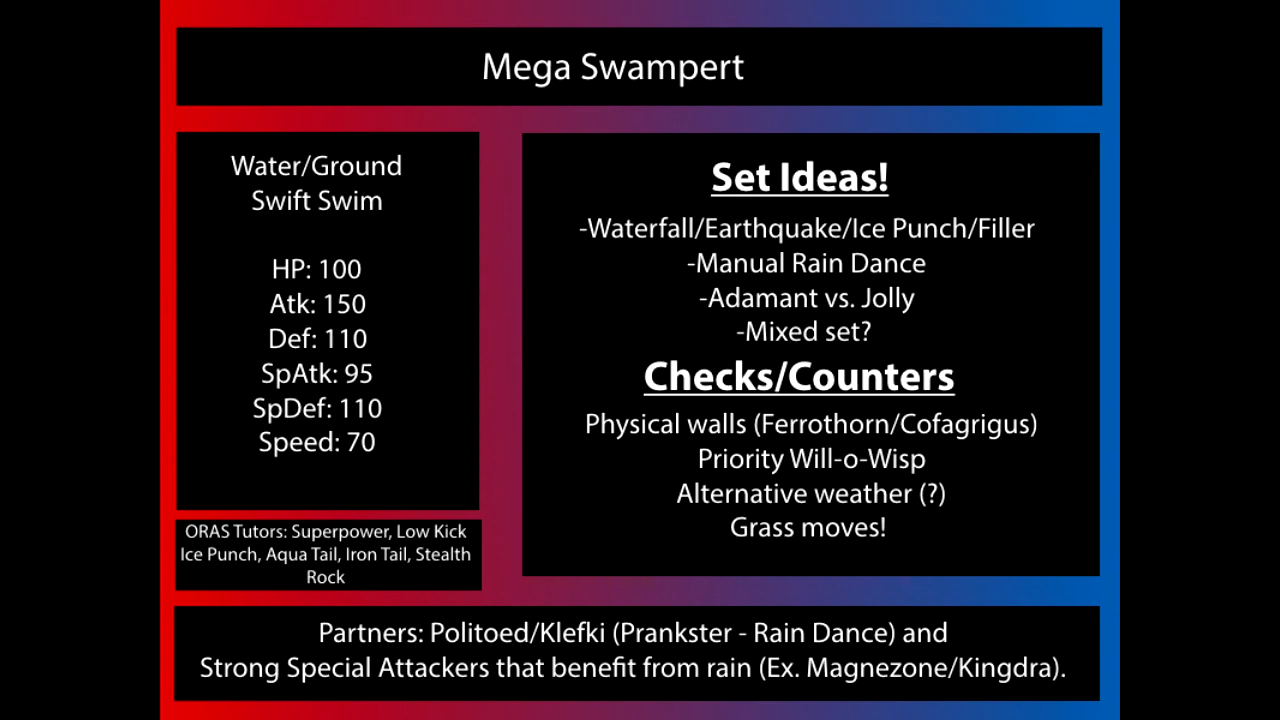 Mega Swampert
Water/Ground
Swift Swim
HP: 100
Atk: 150
Def: 110
SpAtk: 95
SpDef: 110
Speed: 70
ORAS Tutors: Superpower, Low Kick
Ice Punch, Aqua Tail, Iron Tail, Stealth
Rock
Set Ideas!
-Waterfall/Earthquake/Ice Punch/Filler
-Manual Rain Dance
-Adamant vs. Jolly
-Mixed set?
Checks/Counters
Physical walls (Ferrothorn/Cofagrigus)
Priority Will-o-Wisp
Alternative weather (?)
Grass moves!
Partners: Politoed/Klefki (Prankster - Rain Dance) and
Strong Special Attackers that benefit from rain (Ex. Magnezone/Kingdra).